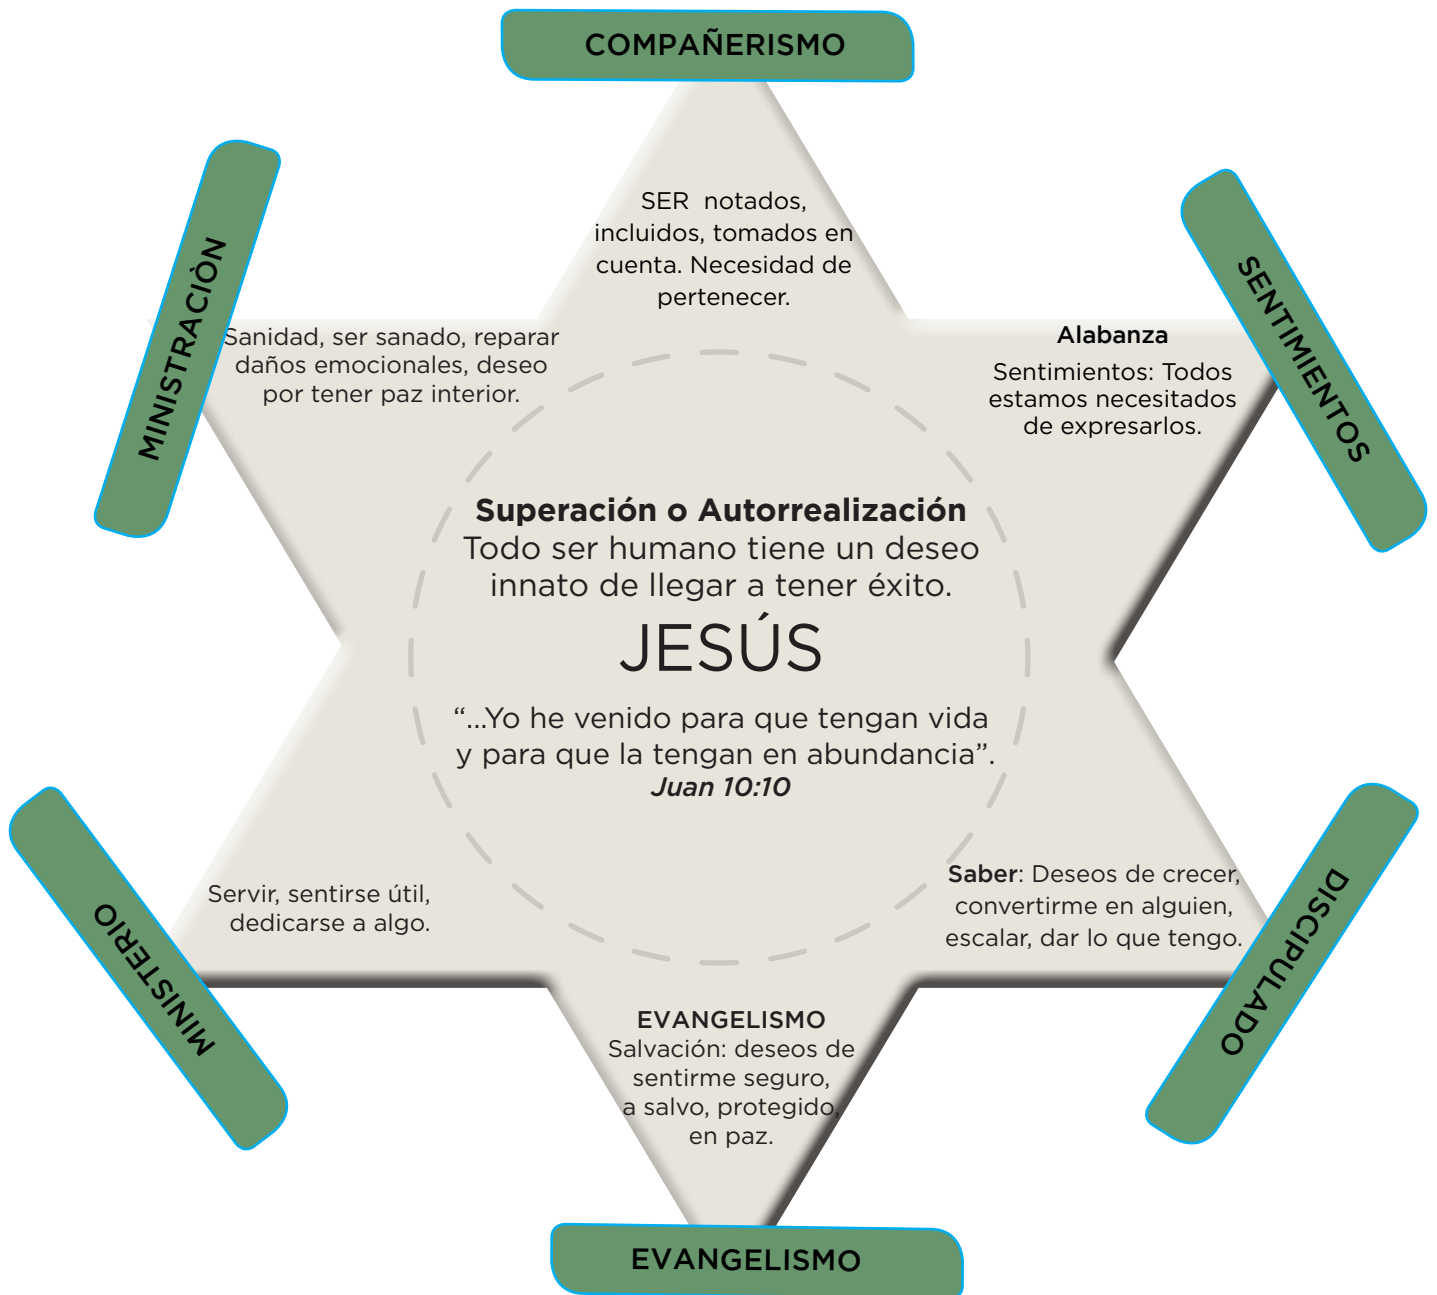 COMPAÑERISMO
SER notados,
incluidos, tomados en
cuenta. Necesidad de
pertenecer.
MINISTRACIÒN
Sanidad, ser sanado, reparar
daños emocionales, deseo
por tener paz interior.
SENTIMIENTOS
Alabanza
Sentimientos: Todos
estamos necesitados
de expresarlos.
Superación o Autorrealización
Todo ser humano tiene un deseo
innato de llegar a tener éxito.
JESÚS
“...Yo he venido para que tengan vida
y para que la tengan en abundancia”.
Juan 10:10
MINISTERIO
Servir, sentirse útil,
dedicarse a algo.
Saber: Deseos de crecer,
convertirme en alguien,
escalar, dar lo que tengo.
DISCIPULADO
EVANGELISMO
Salvación: deseos de
sentirme seguro,
a salvo, protegido,
en paz.
EVANGELISMO